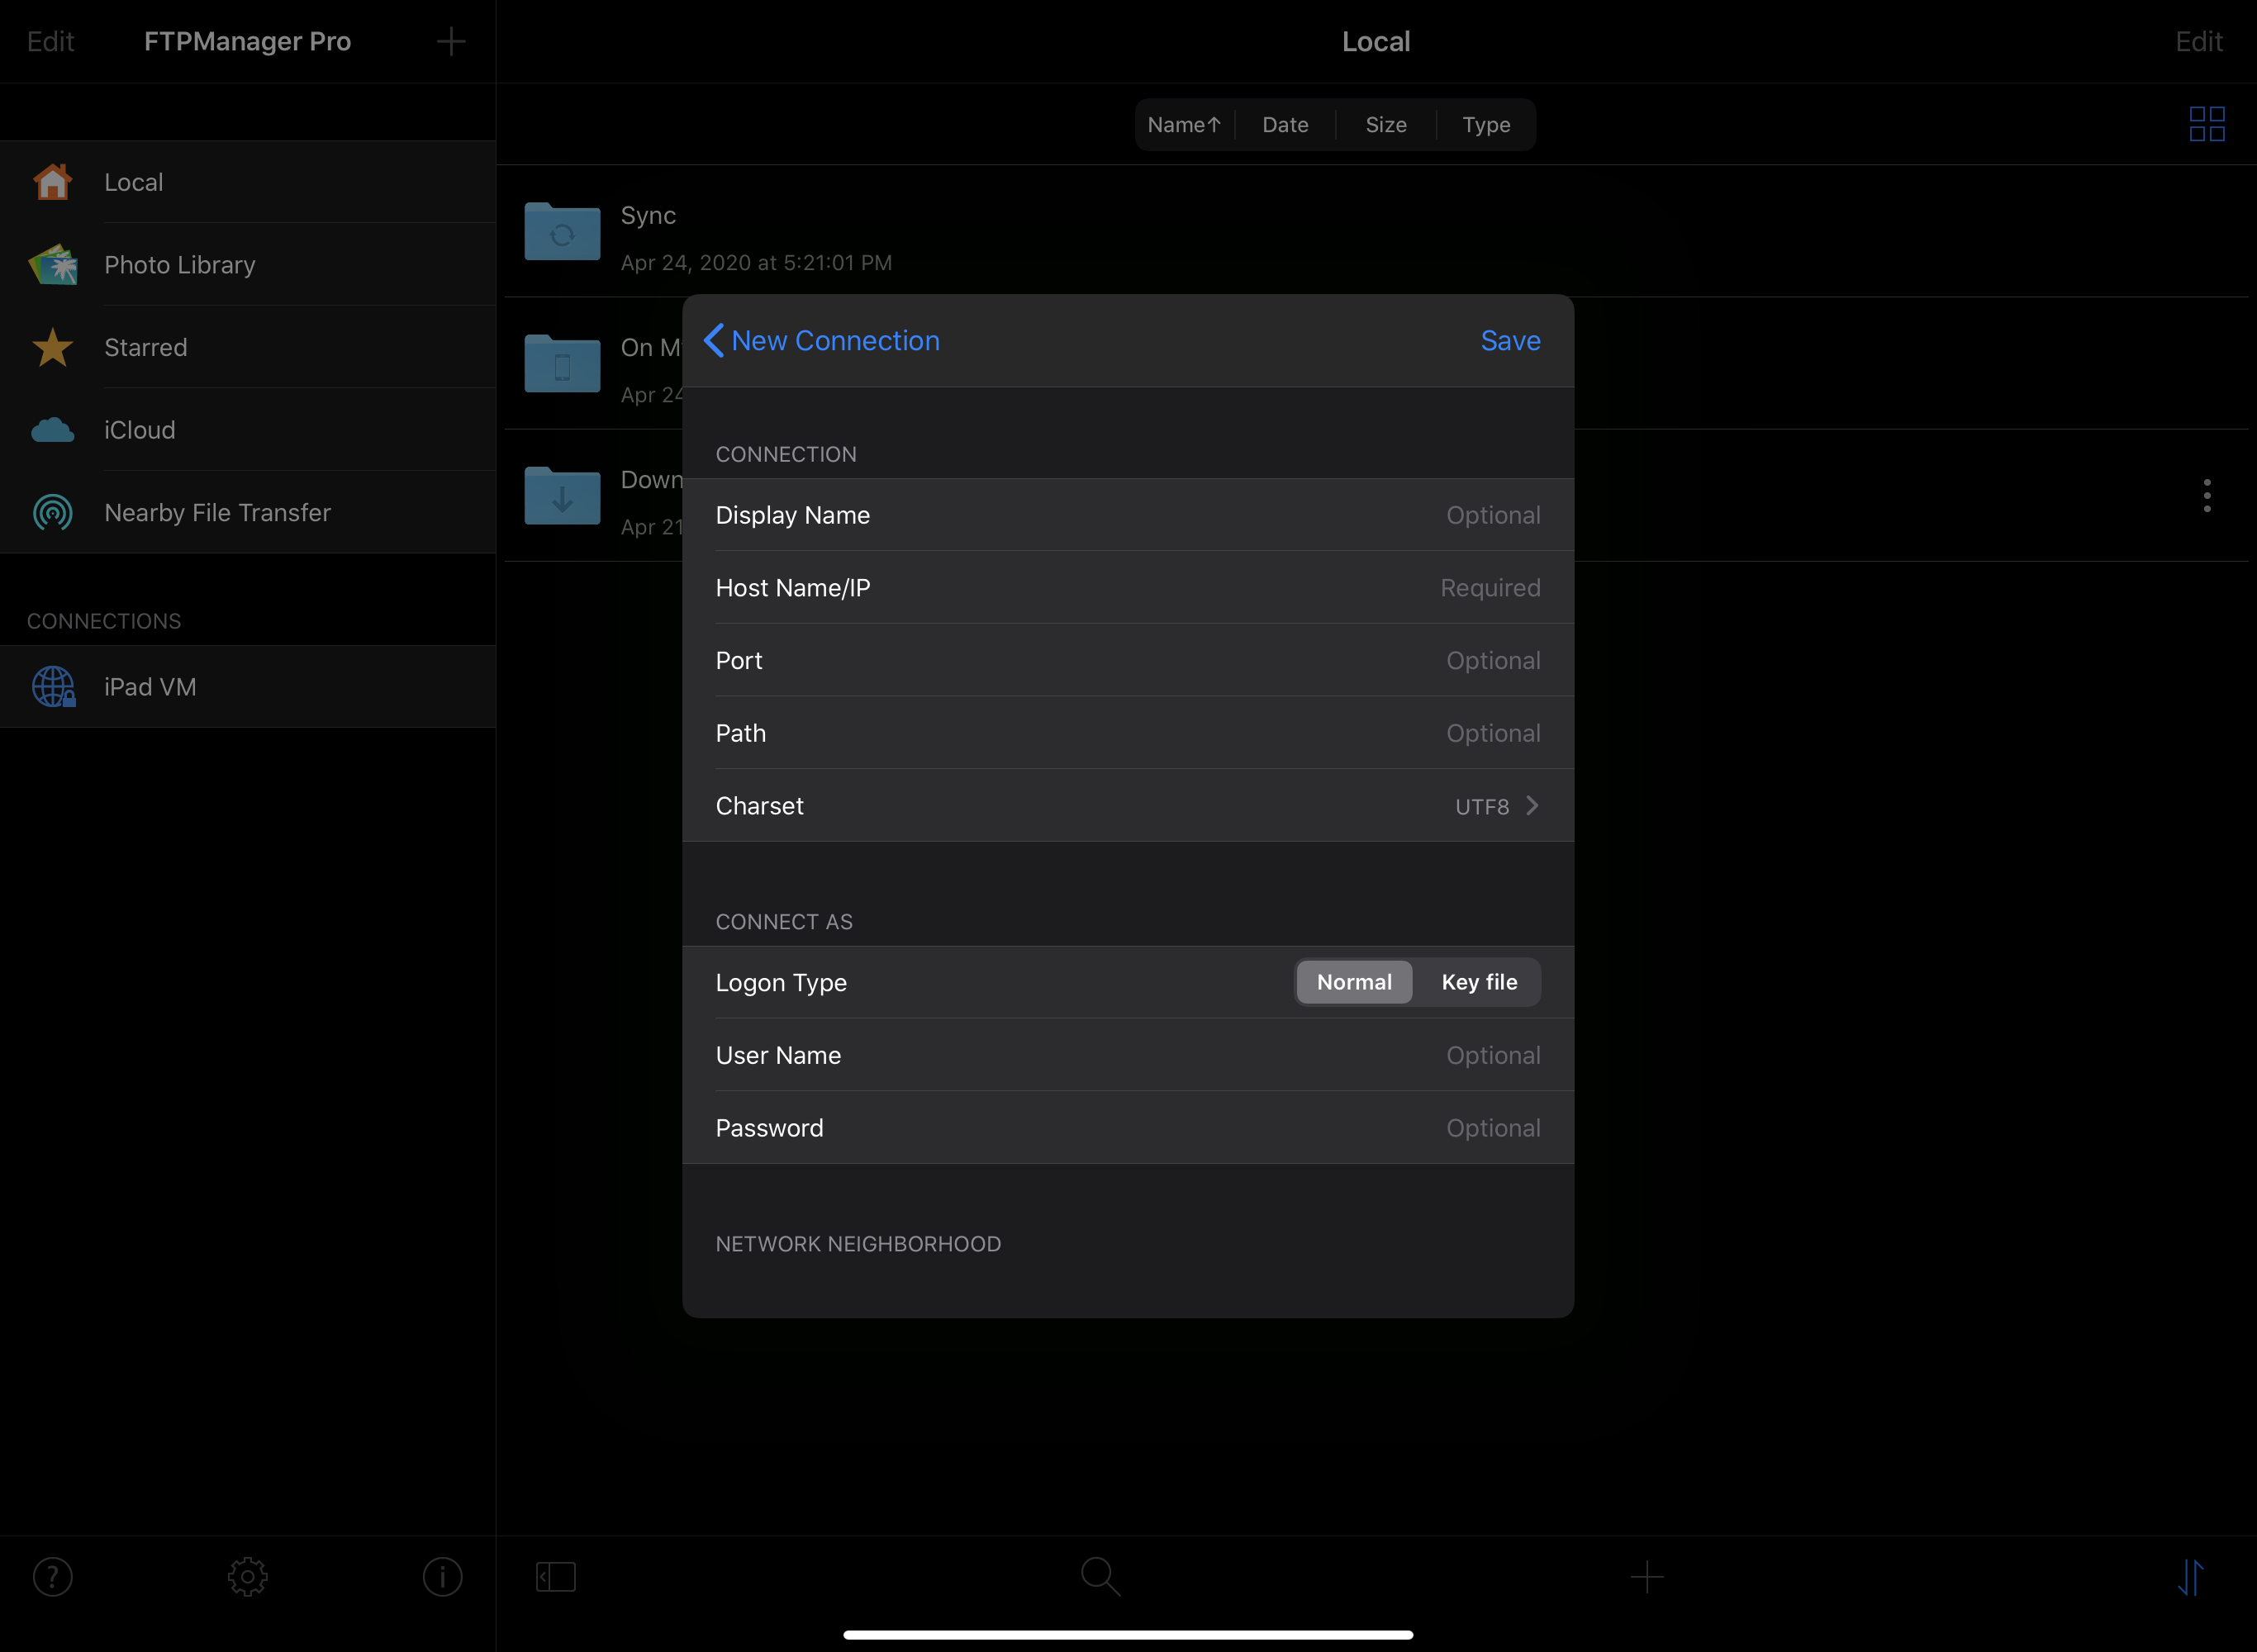 Edit
FTPManager Pro
Local
Photo Library
Starred
iCloud
Nearby File Transfer
CONNECTIONS
iPad VM
Local
Edit
Name↑ Date Size Type
Sync
Apr 24, 2020 at 5:21:01 PM
On M
Apr 24
Down
Apr 21
New Connection
Save
CONNECTION
Display Name Optional
Host Name/IP Required
Port Optional
Path Optional
Charset UTF8
CONNECT AS
Logon Type Normal Key file
User Name Optional
Password Optional
NETWORK NEIGHBORHOOD